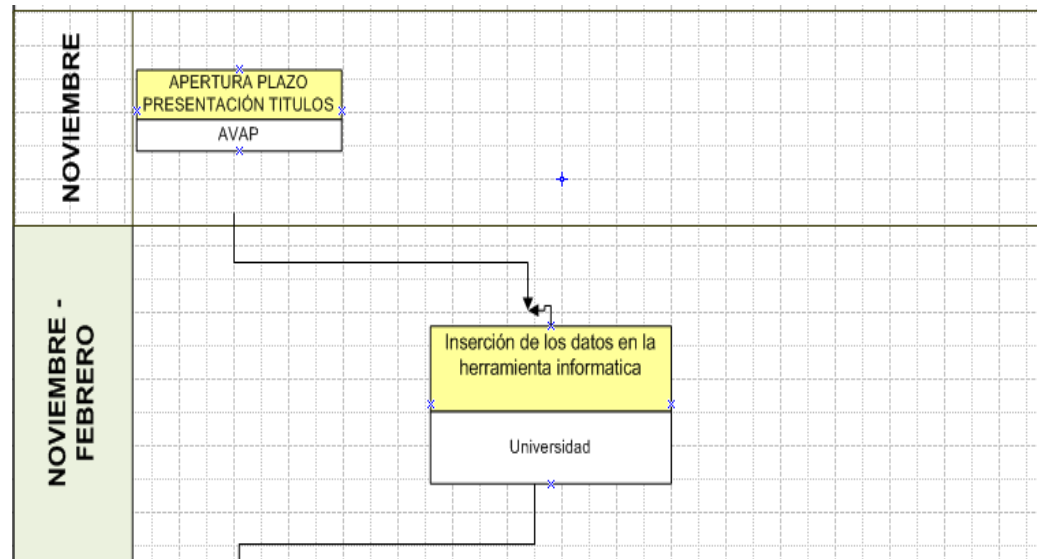 NOVIEMBRE
APERTURA PLAZO
PRESENTACIÓN TITULOS
AVAP
NOVIEMBRE -
FEBRERO
Inserción de los datos en la
herramienta informatica
Universidad